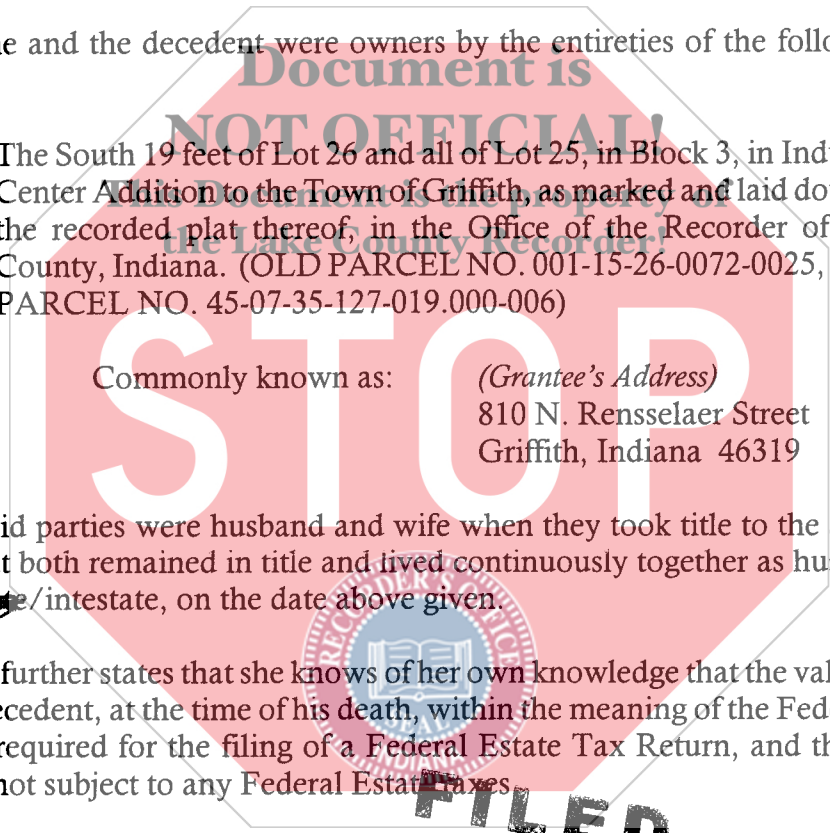 e and the decedent were owners by the entireties of the follo
Document is
NOT OFFICIAL!
The South 19 feet of Lot 26 and all of Lot 25, in Block 3, in Ind
This Document is the property of
Center Addition to the Town of Griffith, as marked and laid do
the Lake County Recorder!
the recorded plat thereof, in the Office of the Recorder of
County, Indiana. (OLD PARCEL NO. 001-15-26-0072-0025,
PARCEL NO. 45-07-35-127-019.000-006)
STOP
Commonly known as: (Grantee's Address)
810 N. Rensselaer Street
Griffith, Indiana 46319
id parties were husband and wife when they took title to the
t both remained in title and lived continuously together as hu
e/intestate, on the date above given.
RECORDER'S OFFICE
SEAL
INDIANA
further states that she knows of her own knowledge that the val
ecedent, at the time of his death, within the meaning of the Fed
required for the filing of a Federal Estate Tax Return, and th
not subject to any Federal Estate Taxes.
FILED